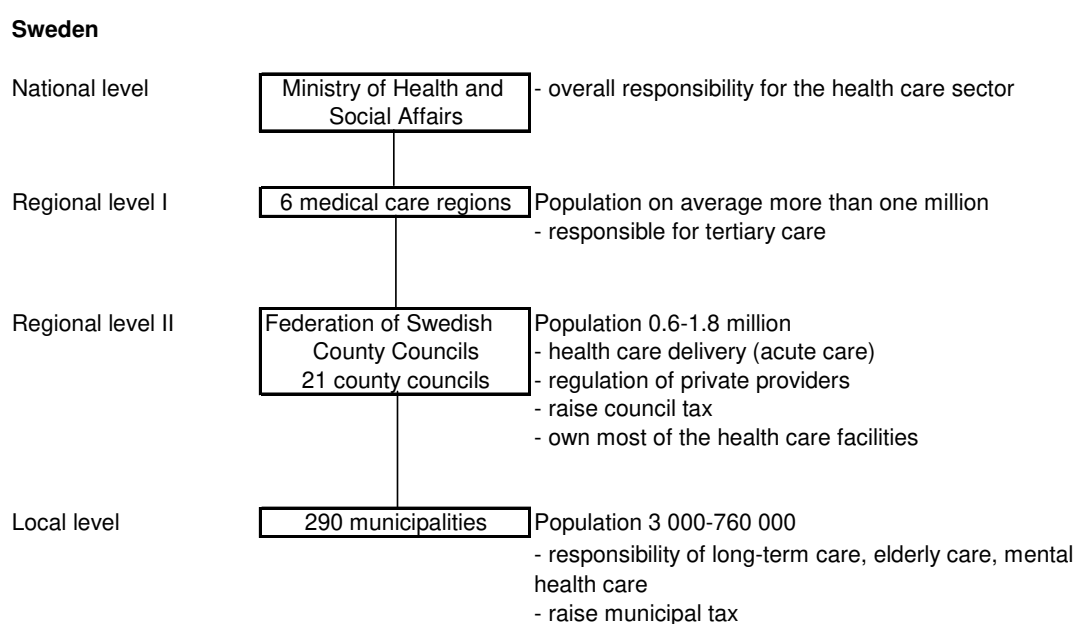 Sweden
National level
Ministry of Health and
Social Affairs
- overall responsibility for the health care sector
Regional level I
6 medical care regions
Population on average more than one million
- responsible for tertiary care
Regional level II
Federation of Swedish
County Councils
21 county councils
Population 0.6-1.8 million
- health care delivery (acute care)
- regulation of private providers
- raise council tax
- own most of the health care facilities
Local level
290 municipalities
Population 3 000-760 000
- responsibility of long-term care, elderly care, mental
health care
- raise municipal tax